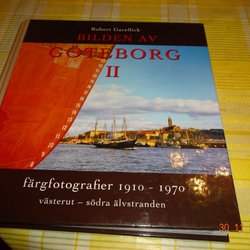 Robert Garellick
BILDEN AV
GÖTEBORG
II
färgfotografier 1910 - 1970
västerut – södra älvstranden